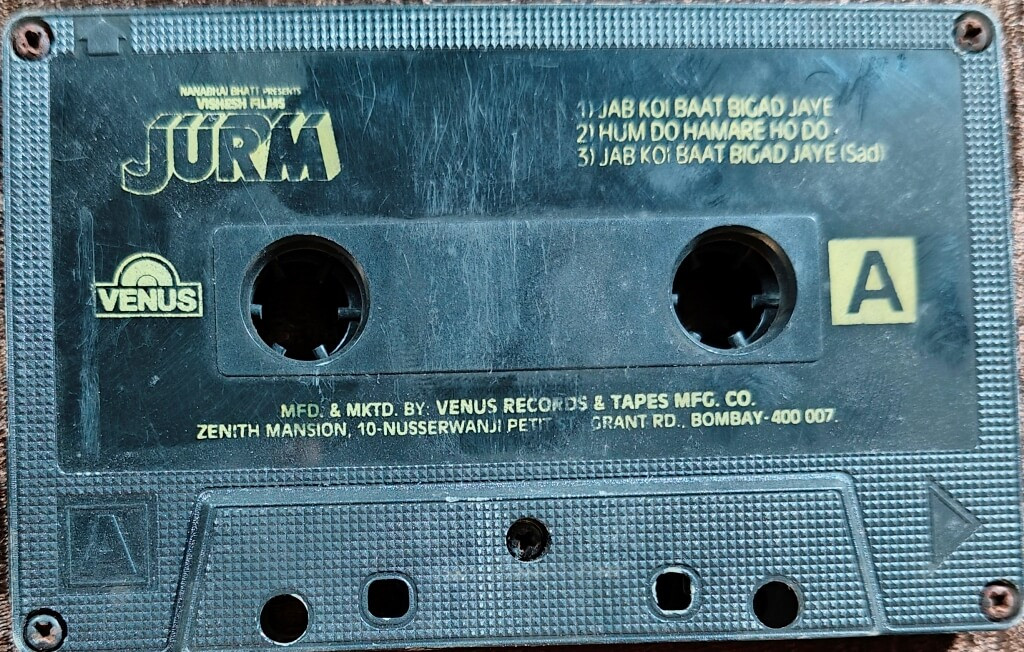 NANABHAI BHATT PRESENTS
VISHESH FILMS
JURM
1) JAB KOI BAAT BIGAD JAYE
2) HUM DO HAMARE HO DO
3) JAB KOI BAAT BIGAD JAYE (Sad)
VENUS
A
MFD. & MKTD. BY: VENUS RECORDS & TAPES MFG. CO.
ZENITH MANSION, 10-NUSSERWANJI PETIT ST. GRANT RD., BOMBAY-400 007.
A